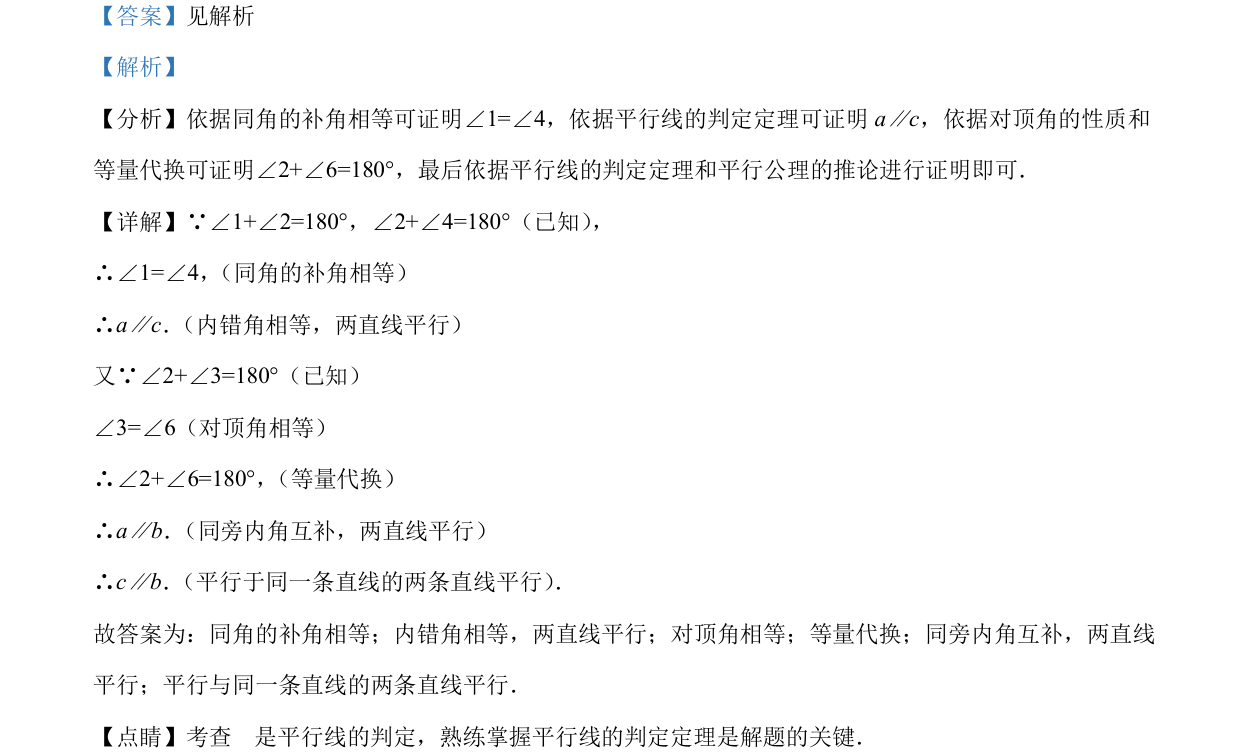 【答案】见解析
【解析】
【分析】依据同角的补角相等可证明∠1=∠4，依据平行线的判定定理可证明 a∥c，依据对顶角的性质和
等量代换可证明∠2+∠6=180°，最后依据平行线的判定定理和平行公理的推论进行证明即可．
【详解】∵∠1+∠2=180°，∠2+∠4=180°（已知），
∴∠1=∠4，（同角的补角相等）
∴a∥c．（内错角相等，两直线平行）
又∵∠2+∠3=180°（已知）
∠3=∠6（对顶角相等）
∴∠2+∠6=180°，（等量代换）
∴a∥b．（同旁内角互补，两直线平行）
∴c∥b．（平行于同一条直线的两条直线平行）．
故答案为：同角的补角相等；内错角相等，两直线平行；对顶角相等；等量代换；同旁内角互补，两直线
平行；平行与同一条直线的两条直线平行．
【点睛】考查　是平行线的判定，熟练掌握平行线的判定定理是解题的关键．